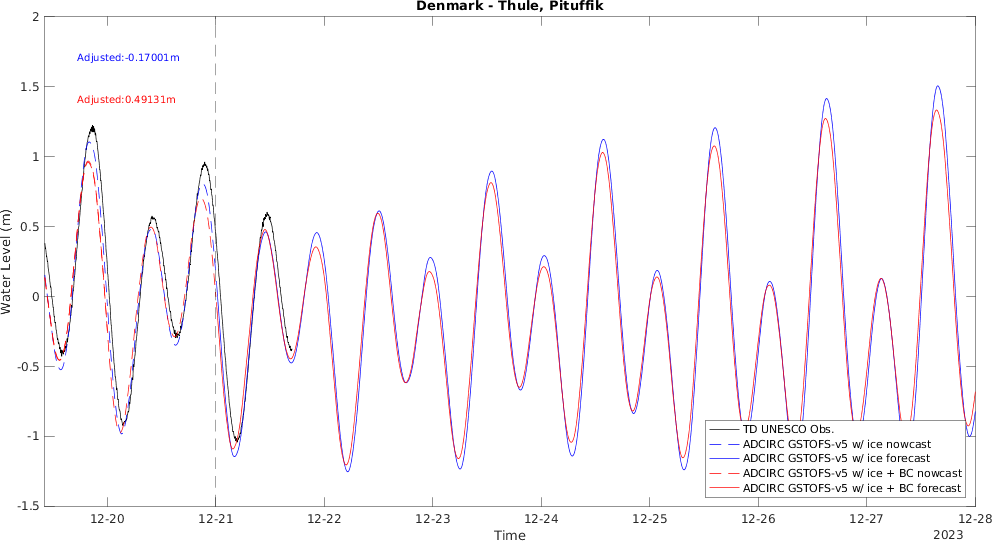 Denmark - Thule, Pituffik
2
1.5
1
0.5
0
-0.5
-1
-1.5
Water Level (m)
Adjusted:-0.17001m
Adjusted:0.49131m
TD UNESCO Obs.
ADCIRC GSTOFS-v5 w/ ice nowcast
ADCIRC GSTOFS-v5 w/ ice forecast
ADCIRC GSTOFS-v5 w/ ice + BC nowcast
ADCIRC GSTOFS-v5 w/ ice + BC forecast
12-20 12-21 12-22 12-23 12-24 12-25 12-26 12-27 12-28
Time
2023